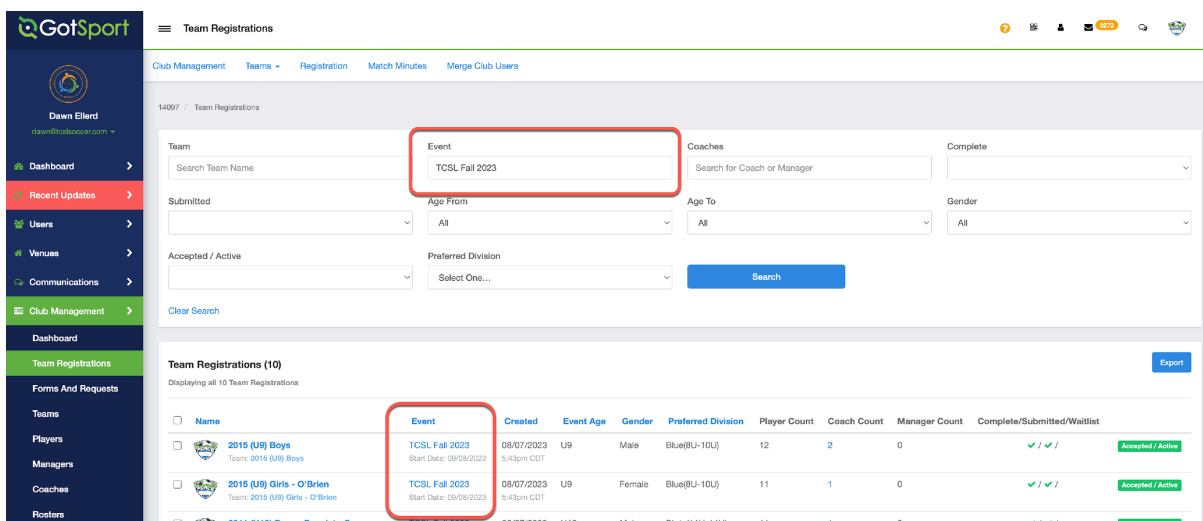 GotSport
Team Registrations
3273
Dawn Ellerd
dawn@tcslsoccer.com
Dashboard
Recent Updates
Users
Venues
Communications
Club Management
Dashboard
Team Registrations
Forms And Requests
Teams
Players
Managers
Coaches
Rosters
Club Management Teams Registration Match Minutes Merge Club Users
14097 / Team Registrations
Team Event Coaches Complete
Search Team Name TCSL Fall 2023 Search for Coach or Manager
Submitted Age From Age To Gender
All All All
Accepted / Active Preferred Division
Select One... Search
Clear Search
Team Registrations (10) Export
Displaying all 10 Team Registrations
Name Event Created Event Age Gender Preferred Division Player Count Coach Count Manager Count Complete/Submitted/Waitlist
2015 (U9) Boys TCSL Fall 2023 08/07/2023 U9 Male Blue(8U-10U) 12 2 0 ✓ / ✓ / Accepted / Active
Team: 2015 (U9) Boys Start Date: 09/08/2023 5:43pm CDT
2015 (U9) Girls - O'Brien TCSL Fall 2023 08/07/2023 U9 Female Blue(8U-10U) 11 1 0 ✓ / ✓ / Accepted / Active
Team: 2015 (U9) Girls - O'Brien Start Date: 09/08/2023 5:43pm CDT